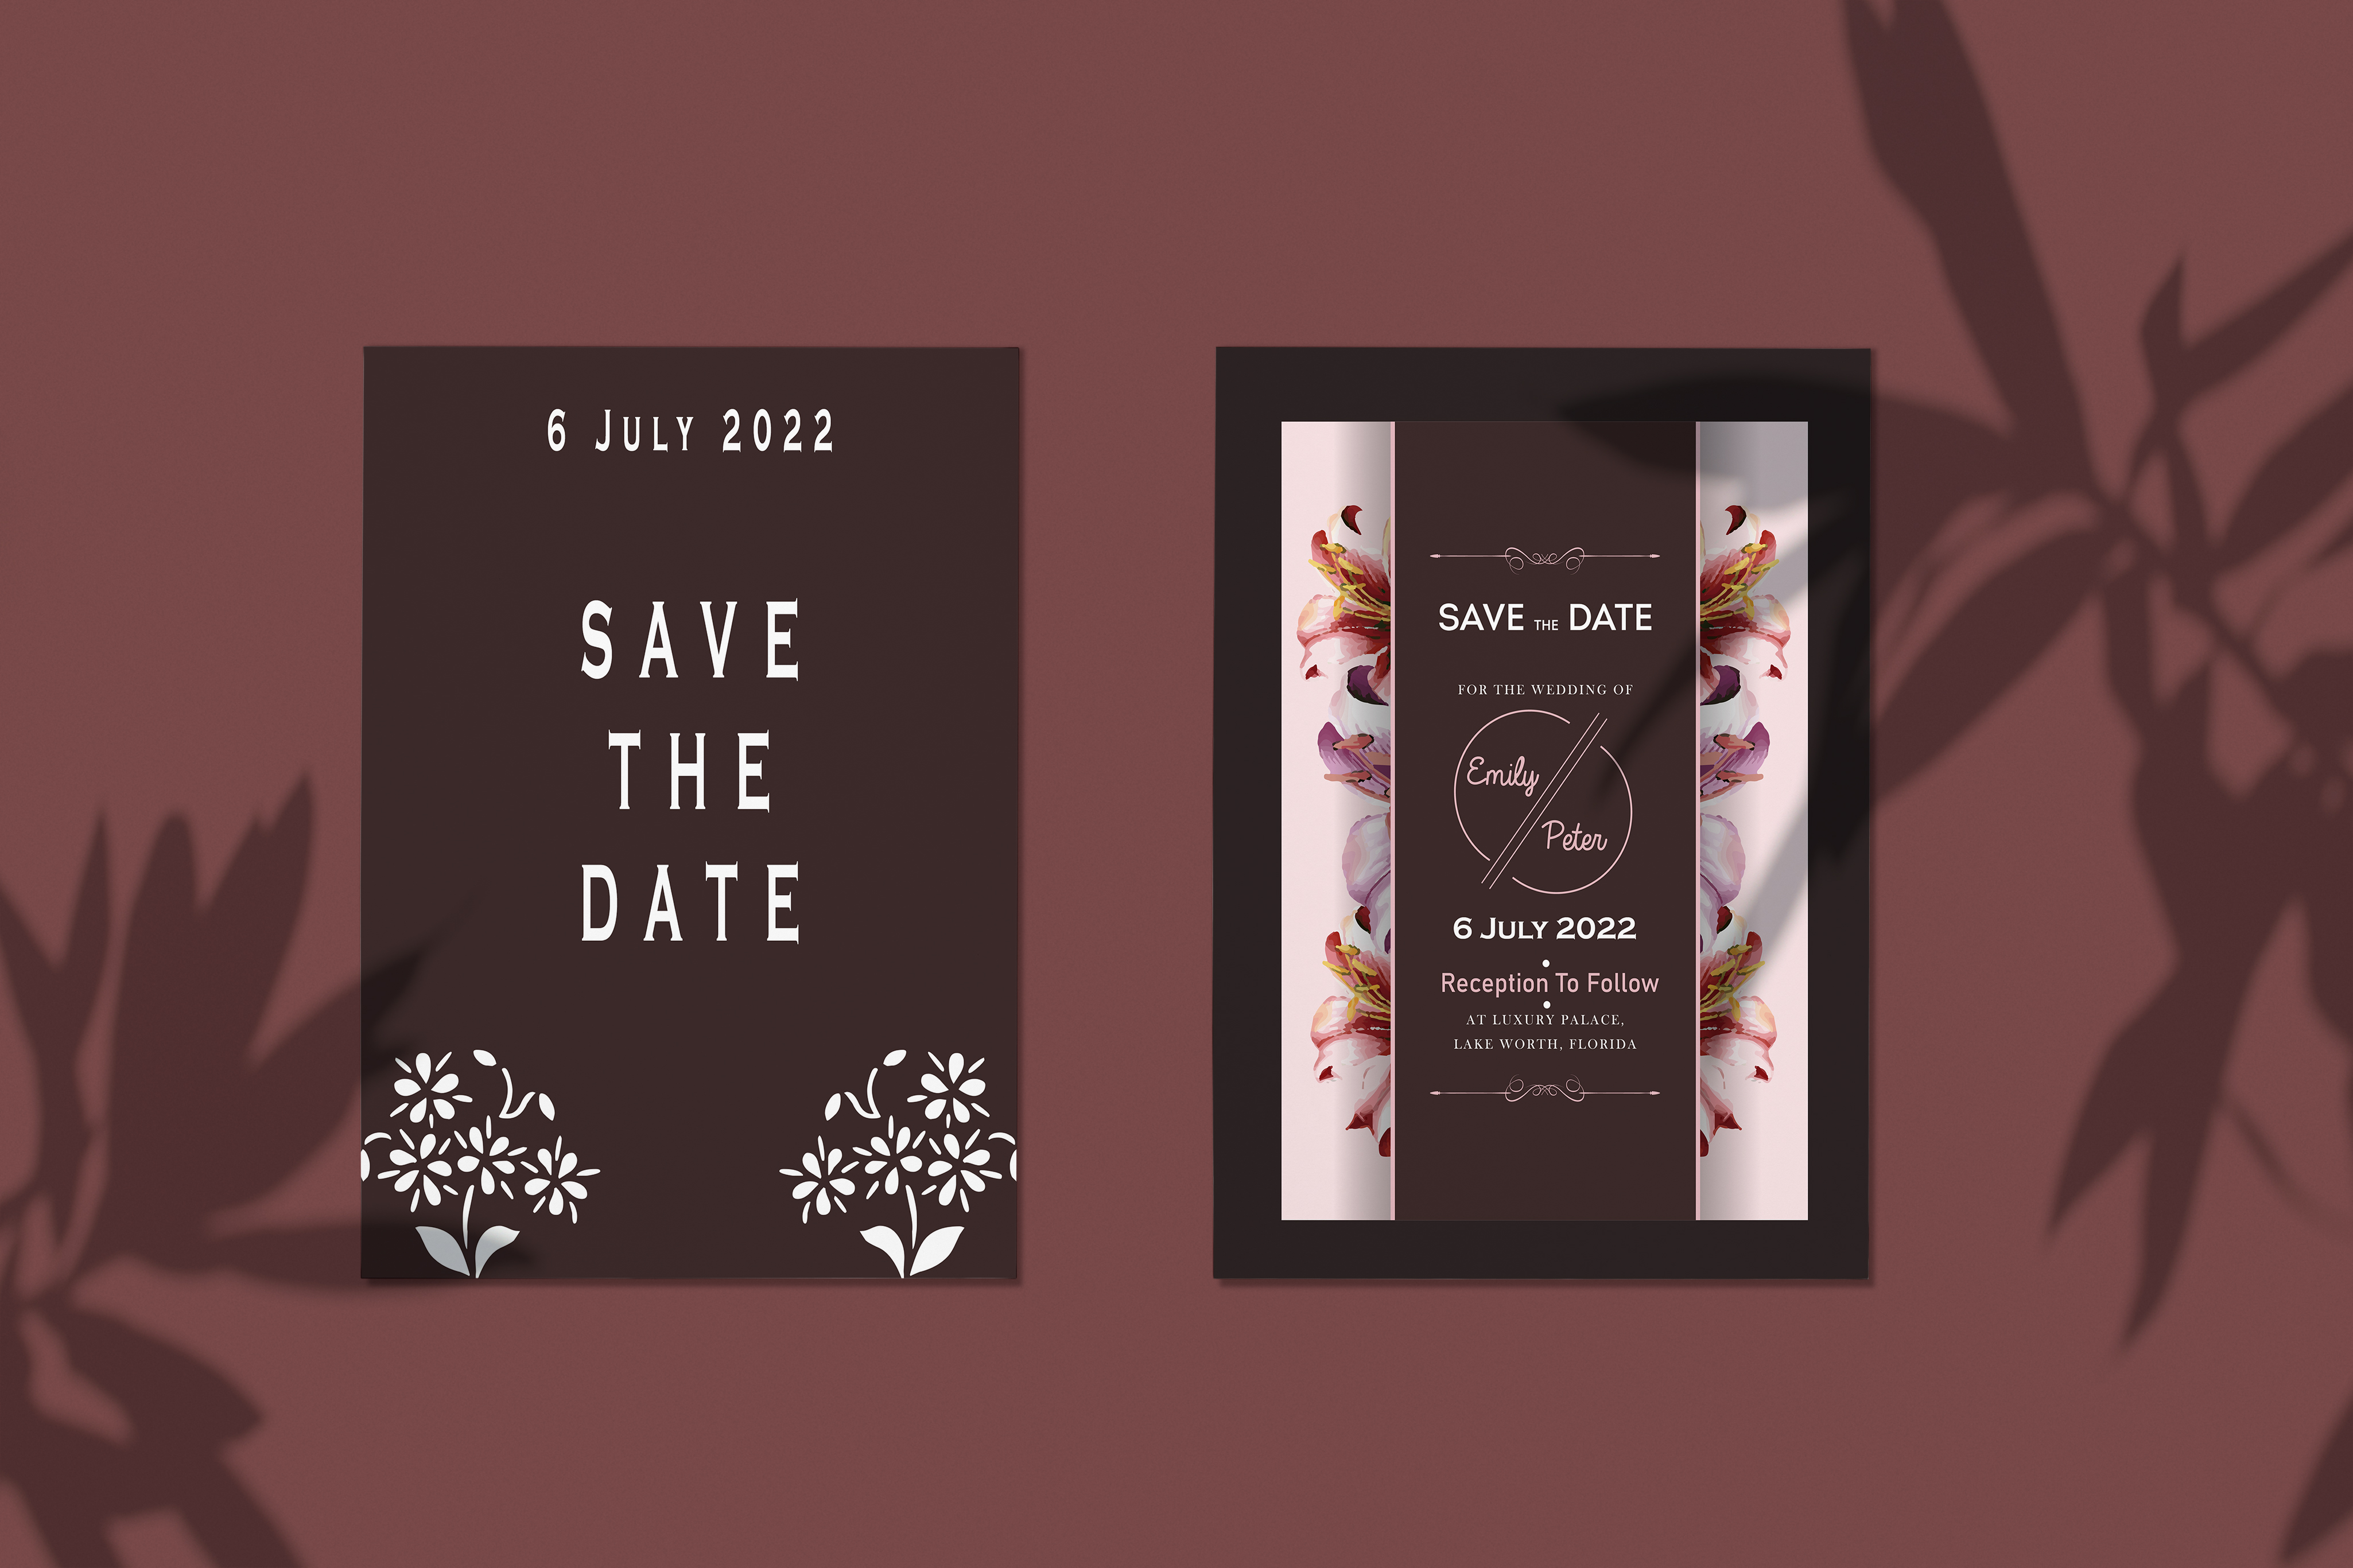 6 July 2022
SAVE
THE
DATE
SAVE THE DATE
FOR THE WEDDING OF
Emily
Peter
6 July 2022
Reception To Follow
AT LUXURY PALACE,
LAKE WORTH, FLORIDA